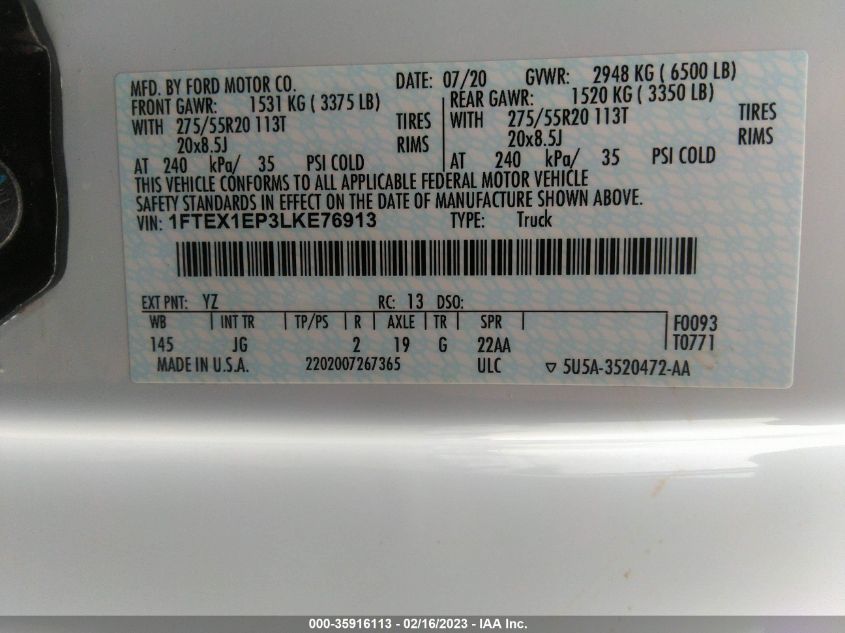 MFD. BY FORD MOTOR CO. DATE: 07/20 GVWR: 2948 KG ( 6500 LB)
FRONT GAWR: 1531 KG ( 3375 LB) REAR GAWR: 1520 KG ( 3350 LB)
WITH 275/55R20 113T TIRES WITH 275/55R20 113T TIRES
20x8.5J RIMS 20x8.5J RIMS
AT 240 kPa/ 35 PSI COLD AT 240 kPa/ 35 PSI COLD
THIS VEHICLE CONFORMS TO ALL APPLICABLE FEDERAL MOTOR VEHICLE
SAFETY STANDARDS IN EFFECT ON THE DATE OF MANUFACTURE SHOWN ABOVE.
VIN: 1FTEX1EP3LKE76913 TYPE: Truck
EXT PNT: YZ RC: 13 DSO:
WB INT TR TP/PS R AXLE TR SPR F0093
145 JG 2 19 G 22AA T0771
MADE IN U.S.A. 2202007267365 ULC ▽ 5U5A-3520472-AA
000-35916113 - 02/16/2023 - IAA Inc.